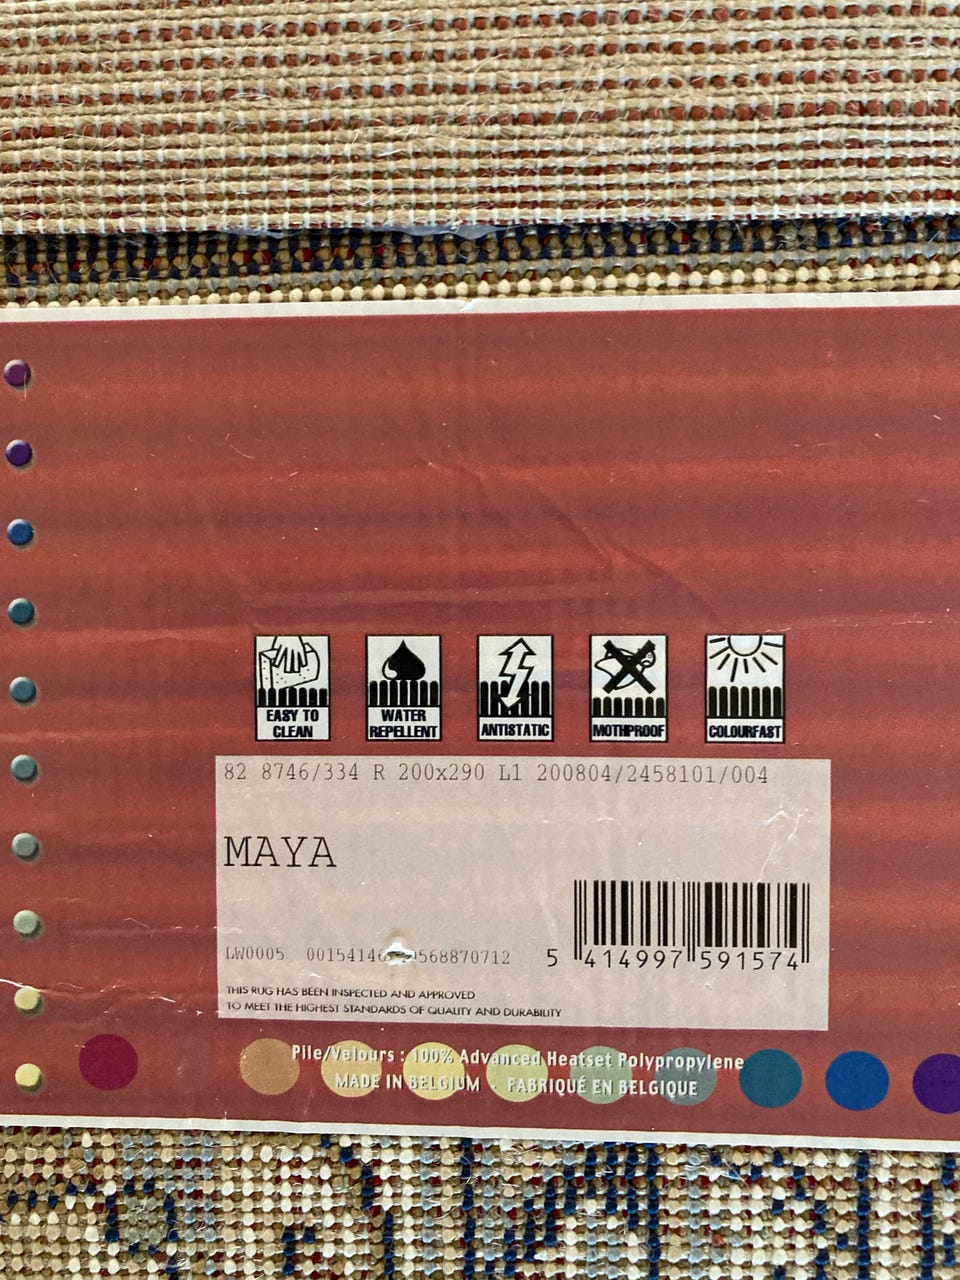 EASY TO
CLEAN
WATER
REPELLENT
ANTISTATIC
MOTHPROOF
COLOURFAST
82 8746/334 R 200x290 L1 200804/2458101/004
MAYA
5 414997 591574
LW0005
THIS RUG HAS BEEN INSPECTED AND APPROVED
TO MEET THE HIGHEST STANDARDS OF QUALITY AND DURABILITY
Pile/Velours : 100% Advanced Heatset Polypropylene
MADE IN BELGIUM · FABRIQUÉ EN BELGIQUE